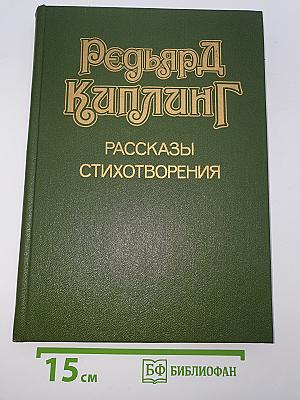 Редьярд
Киплинг
РАССКАЗЫ
СТИХОТВОРЕНИЯ
15 см
БФ БИБЛИОФАН